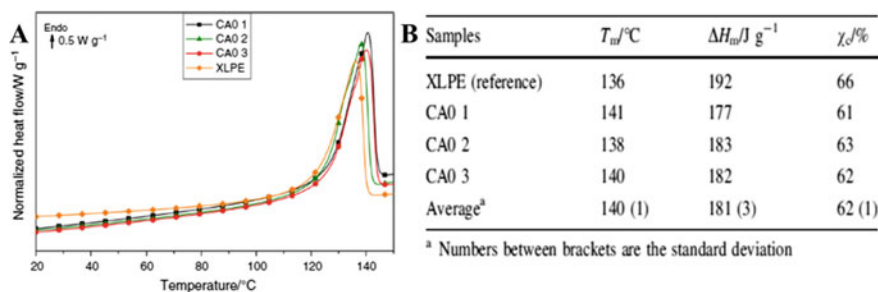 A
Endo
0.5 W g⁻¹
CA0 1
CA0 2
CA0 3
XLPE
Normalized heat flow/W g⁻¹
20 40 60 80 100 120 140
Temperature/°C
B
Samples Tm/°C ΔHm/J g⁻¹ χc/%
XLPE (reference) 136 192 66
CA0 1 141 177 61
CA0 2 138 183 63
CA0 3 140 182 62
Averageᵃ 140 (1) 181 (3) 62 (1)
ᵃ Numbers between brackets are the standard deviation